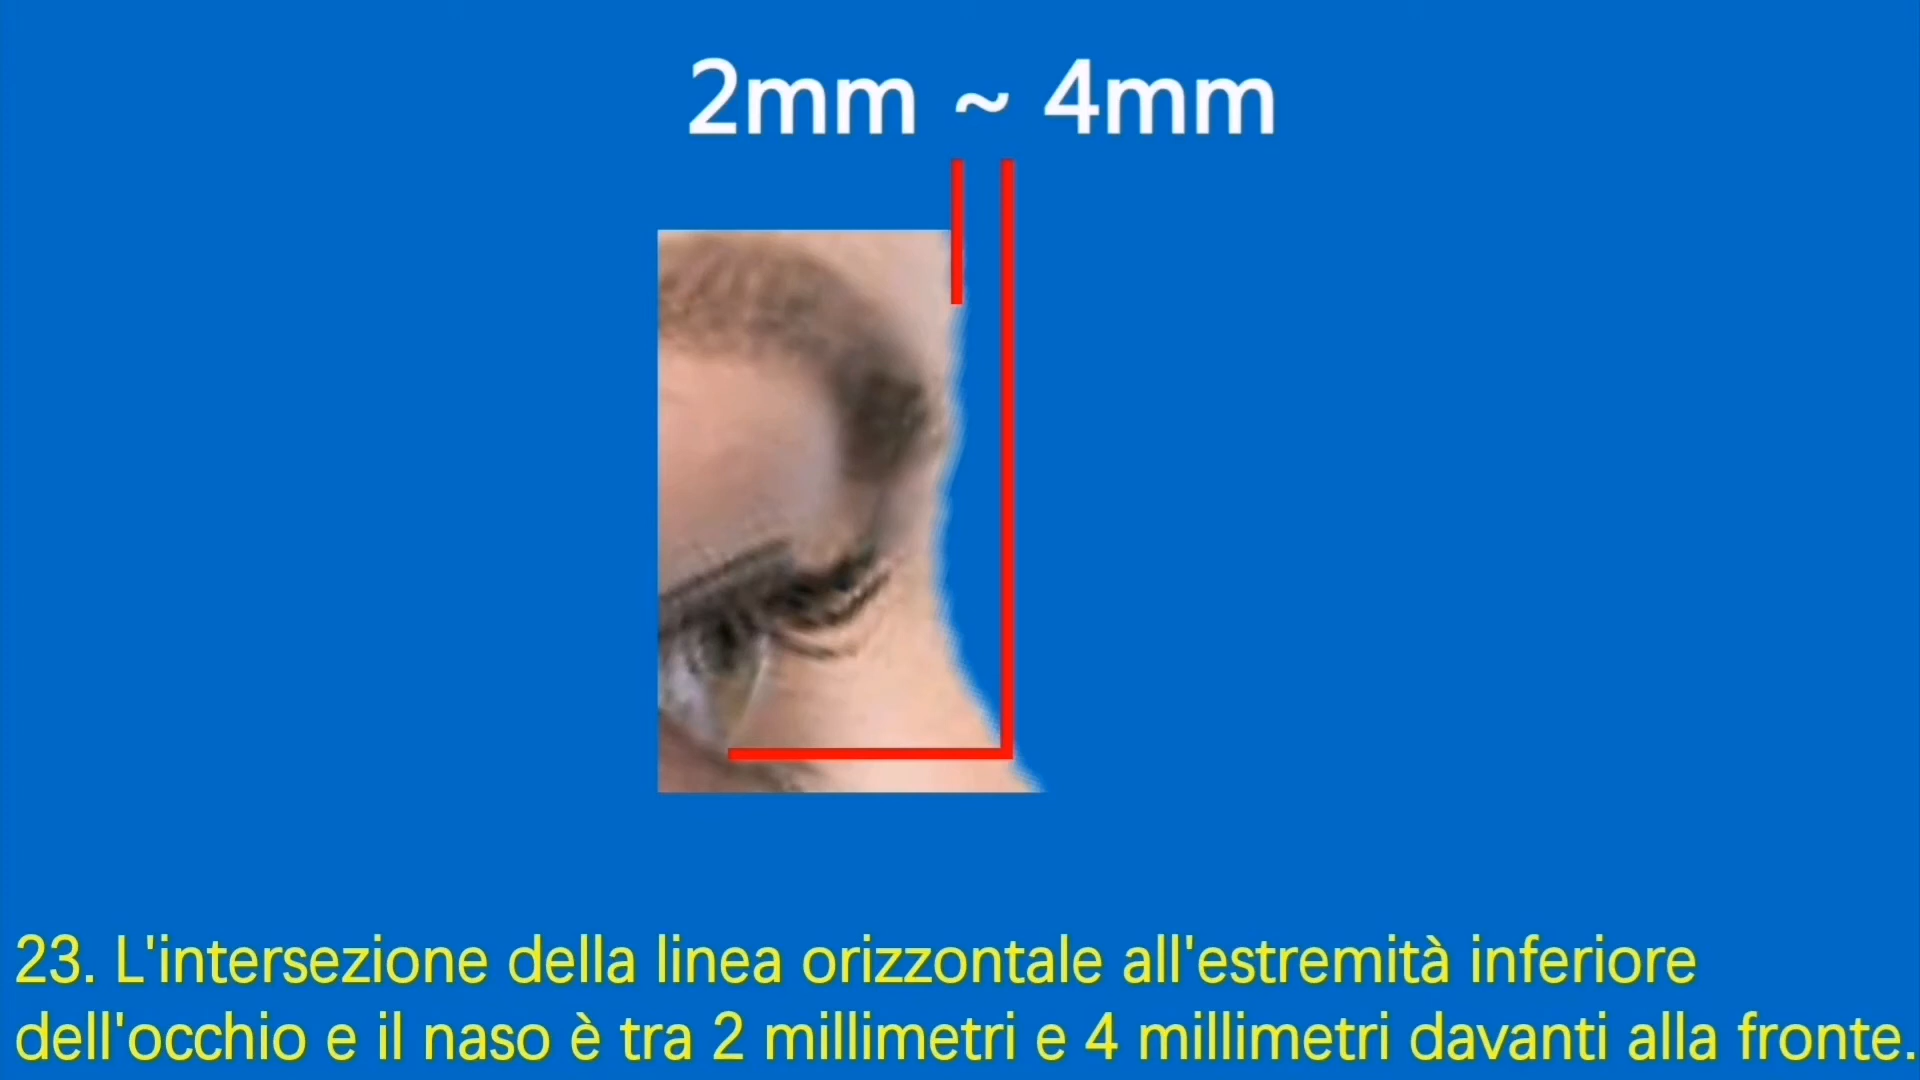 2mm ~ 4mm
23. L'intersezione della linea orizzontale all'estremità inferiore
dell'occhio e il naso è tra 2 millimetri e 4 millimetri davanti alla fronte.